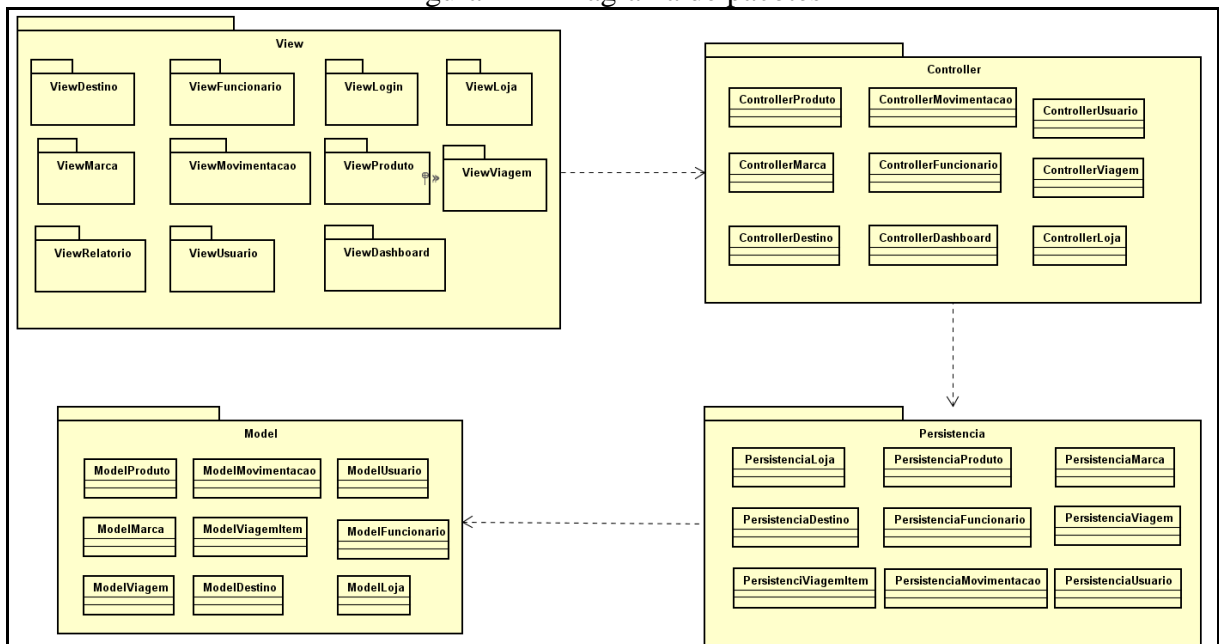 View
ViewDestino
ViewFuncionario
ViewLogin
ViewLoja
ViewMarca
ViewMovimentacao
ViewProduto
ViewViagem
ViewRelatorio
ViewUsuario
ViewDashboard
Controller
ControllerProduto
ControllerMovimentacao
ControllerUsuario
ControllerMarca
ControllerFuncionario
ControllerViagem
ControllerDestino
ControllerDashboard
ControllerLoja
Model
ModelProduto
ModelMovimentacao
ModelUsuario
ModelMarca
ModelViagemItem
ModelFuncionário
ModelViagem
ModelDestino
ModelLoja
Persistencia
PersistenciaLoja
PersistenciaProduto
PersistenciaMarca
PersistenciaDestino
PersistenciaFuncionario
PersistenciaViagem
PersistenciViagemItem
PersistenciaMovimentacao
PersistenciaUsuario